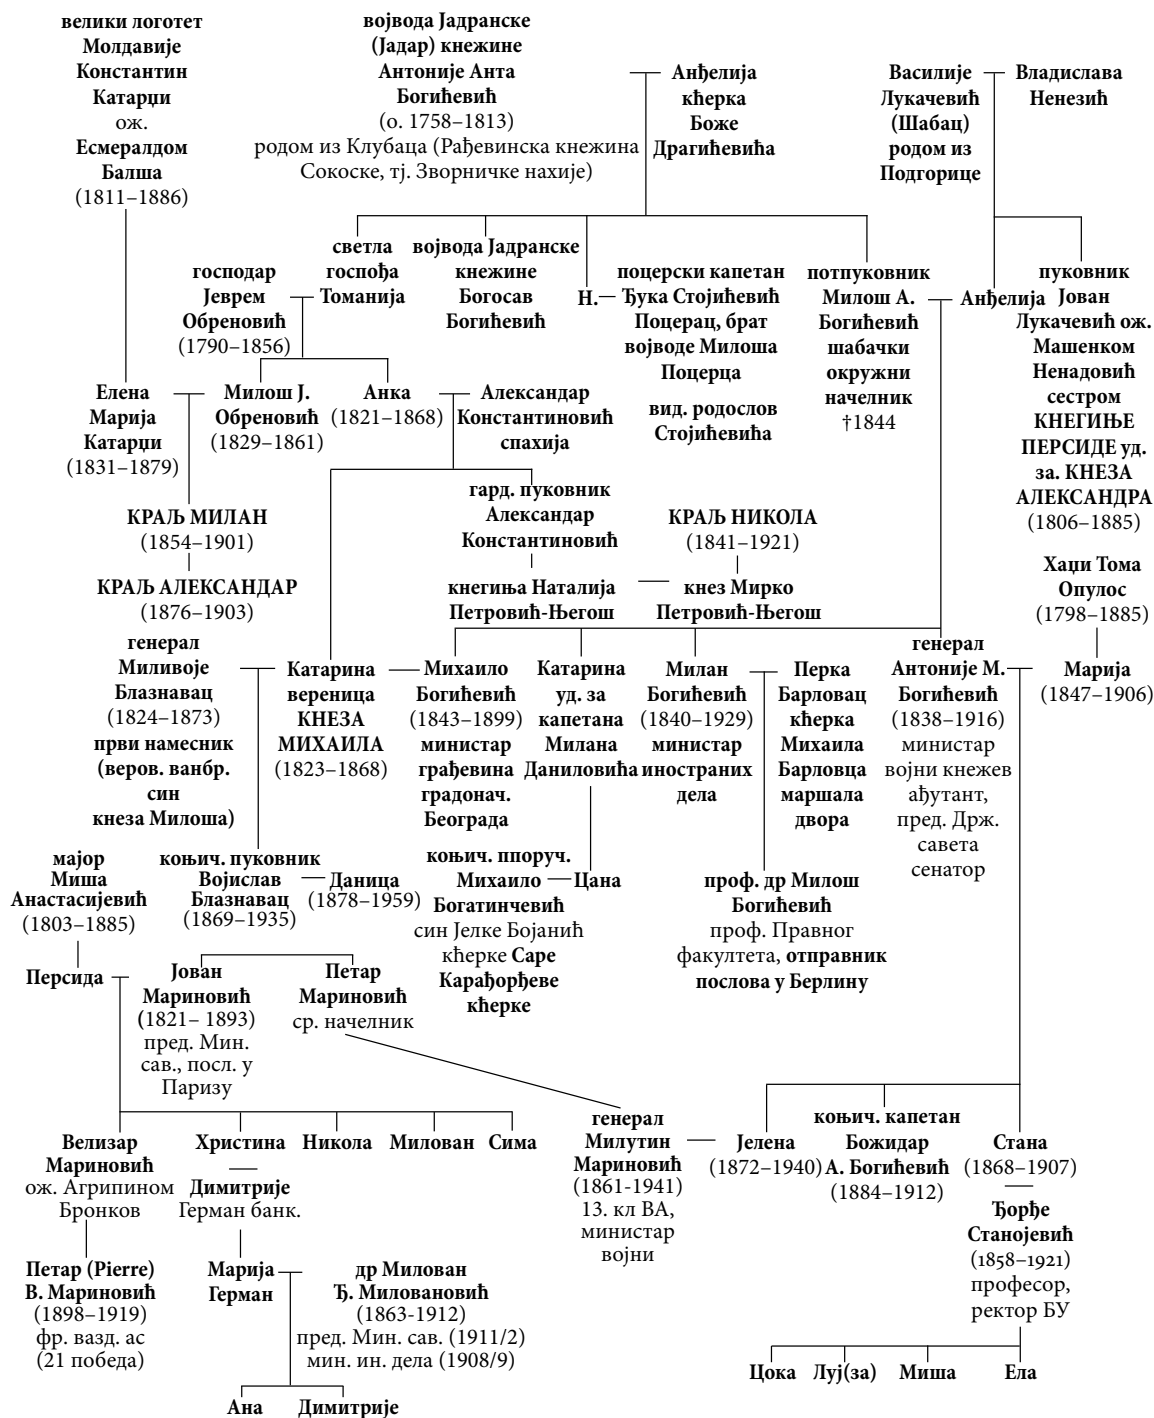 велики логотет
Молдавије
Константин
Катарџи
ож.
Есмералдом
Балша
(1811–1886)
војвода Јадранске
(Јадар) кнежине
Антоније Анта
Богићевић
(о. 1758–1813)
родом из Клубаца (Рађевинска кнежина
Сокоске, тј. Зворничке нахије)
Анђелија
кћерка
Боже
Драгићевића
Василије
Лукачевић
(Шабац)
родом из
Подгорице
Владислава
Ненезић
господар
Јеврем
Обреновић
(1790–1856)
светла
госпођа
Томанија
војвода Јадранске
кнежине
Богосав
Богићевић
Н.
поцерски капетан
Ђука Стојићевић
Поцерац, брат
војводе Милоша
Поцерца
вид. родослов
Стојићевића
потпуковник
Милош А.
Богићевић
шабачки
окружни
начелник
†1844
Анђелија
пуковник
Јован
Лукачевић ож.
Машенком
Ненадовић
сестром
КНЕГИЊЕ
ПЕРСИДЕ уд.
за. КНЕЗА
АЛЕКСАНДРА
(1806–1885)
Елена
Марија
Катарџи
(1831–1879)
Милош Ј.
Обреновић
(1829–1861)
Анка
(1821–1868)
Александар
Константиновић
спахија
КРАЉ МИЛАН
(1854–1901)
КРАЉ АЛЕКСАНДАР
(1876–1903)
гард. пуковник
Александар
Константиновић
КРАЉ НИКОЛА
(1841–1921)
кнегиња Наталија
Петровић-Његош
кнез Мирко
Петровић-Његош
Хаџи Тома
Опулос
(1798–1885)
генерал
Миливоје
Блазнавац
(1824–1873)
први намесник
(веров. ванбр.
син
кнеза Милоша)
Катарина
вереница
КНЕЗА
МИХАИЛА
(1823–1868)
Михаило
Богићевић
(1843–1899)
министар
грађевина
градонач.
Београда
Катарина
уд. за
капетана
Милана
Даниловића
Милан
Богићевић
(1840–1929)
министар
иностраних
дела
Перка
Барловац
кћерка
Михаила
Барловца
маршала
двора
генерал
Антоније М.
Богићевић
(1838–1916)
министар
војни кнежев
ађутант,
пред. Држ.
савета
сенатор
Марија
(1847–1906)
мајор
Миша
Анастасијевић
(1803–1885)
коњич. пуковник
Војислав
Блазнавац
(1869–1935)
Даница
(1878–1959)
коњич. ппоруч.
Михаило
Богатинчевић
син Јелке Бојанић
кћерке Саре
Карађорђеве
кћерке
Цана
проф. др Милош
Богићевић
проф. Правног
факултета, отправник
послова у Берлину
Персида
Јован
Мариновић
(1821– 1893)
пред. Мин.
сав., посл. у
Паризу
Петар
Мариновић
ср. начелник
Велизар
Мариновић
ож. Агрипином
Бронков
Христина
Димитрије
Герман банк.
Никола
Милован
Сима
генерал
Милутин
Мариновић
(1861-1941)
13. кл ВА,
министар
војни
Јелена
(1872–1940)
коњич. капетан
Божидар
А. Богићевић
(1884–1912)
Стана
(1868–1907)
Ђорђе
Станојевић
(1858–1921)
професор,
ректор БУ
Петар (Pierre)
В. Мариновић
(1898–1919)
фр. вазд. ас
(21 победа)
Марија
Герман
др Милован
Ђ. Миловановић
(1863-1912)
пред. Мин. сав. (1911/2)
мин. ин. дела (1908/9)
Цока
Луј(за)
Миша
Ела
Ана
Димитрије